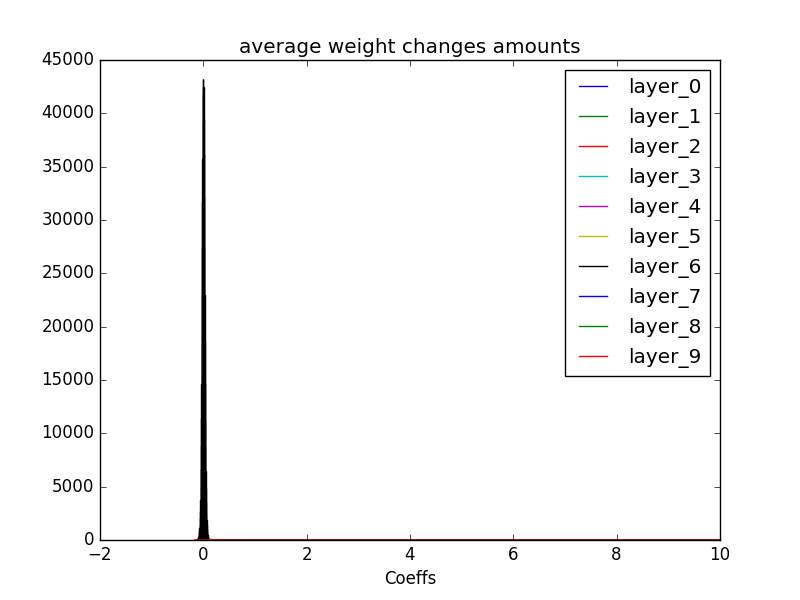 average weight changes amounts
45000
40000
35000
30000
25000
20000
15000
10000
5000
0
−2
0
2
4
6
8
10
Coeffs
layer_0
layer_1
layer_2
layer_3
layer_4
layer_5
layer_6
layer_7
layer_8
layer_9